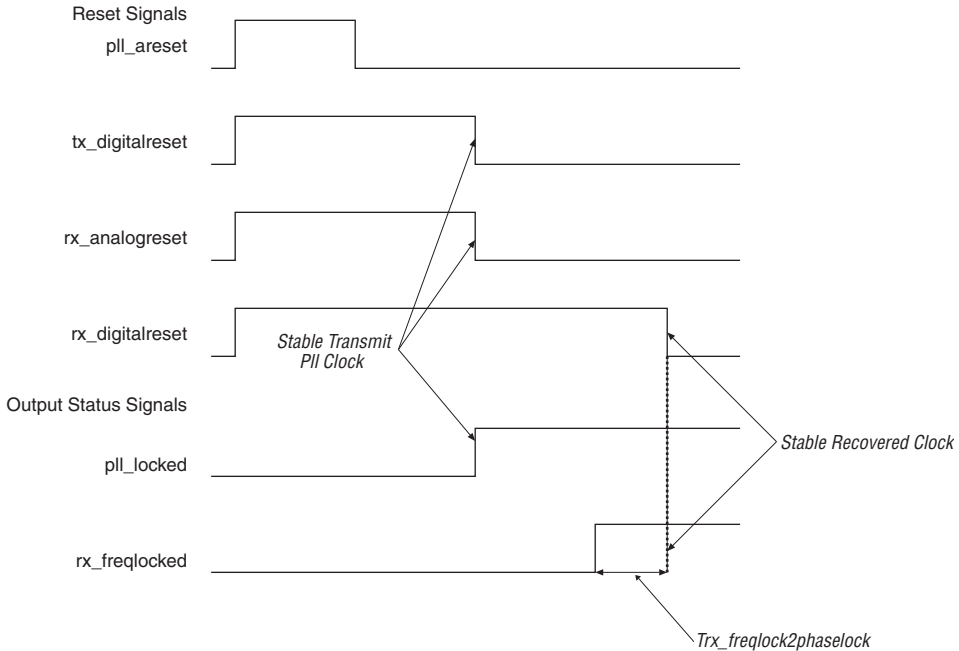 Reset Signals
pll_areset
tx_digitalreset
rx_analogreset
rx_digitalreset
Stable Transmit
Pll Clock
Output Status Signals
Stable Recovered Clock
pll_locked
rx_freqlocked
Trx_freqlock2phaselock